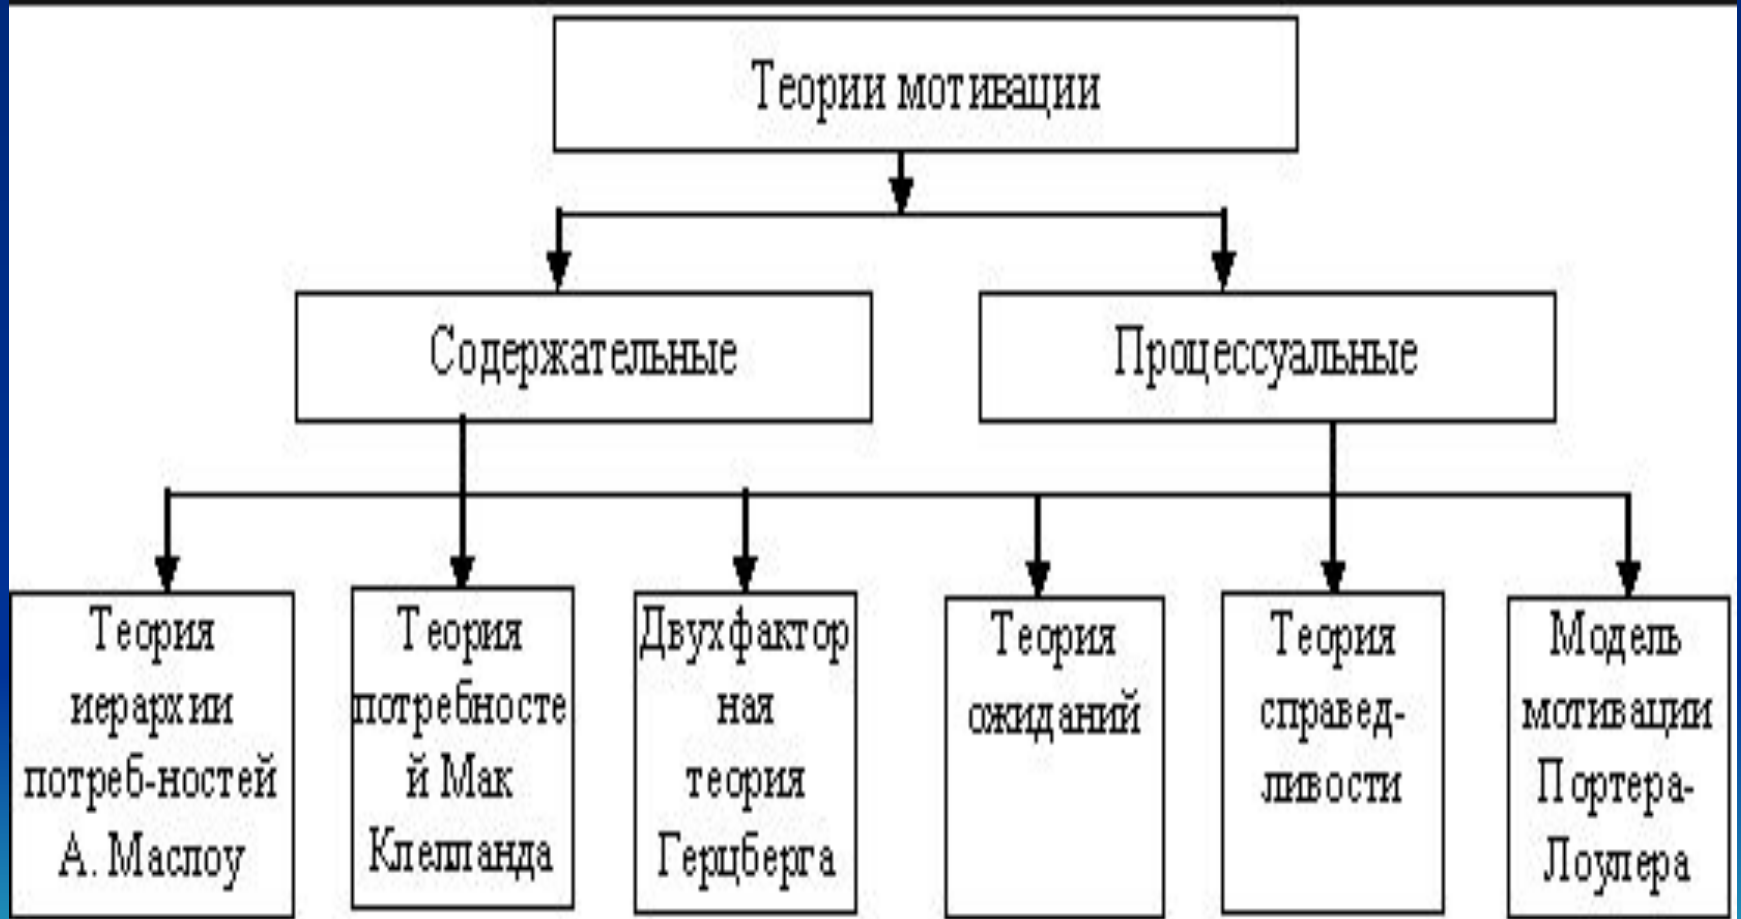 Теории мотивации
Содержательные
Процессуальные
Теория
иерархии
потреб-ностей
А. Маслоу
Теория
потребносте
й Мак
Клелланда
Двухфактор
ная
теория
Герцберга
Теория
ожиданий
Теория
справед-
ливости
Модель
мотивации
Портера-
Лоулера